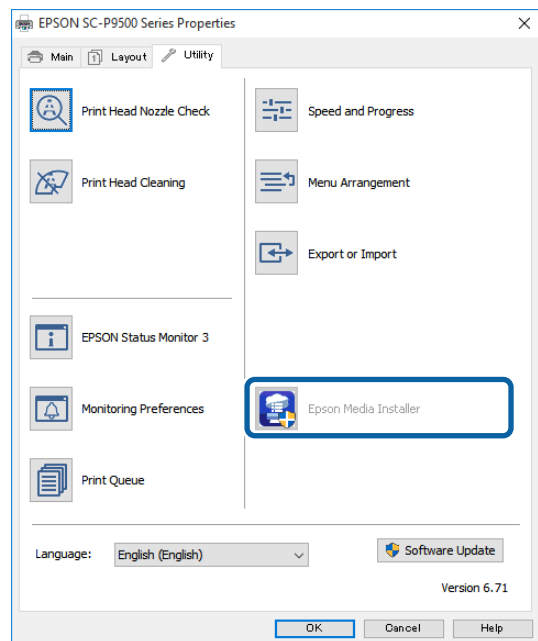 EPSON SC-P9500 Series Properties
Main
Layout
Utility
Print Head Nozzle Check
Speed and Progress
Print Head Cleaning
Menu Arrangement
Export or Import
EPSON Status Monitor 3
Monitoring Preferences
Epson Media Installer
Print Queue
Language:
English (English)
Software Update
Version 6.71
OK
Cancel
Help